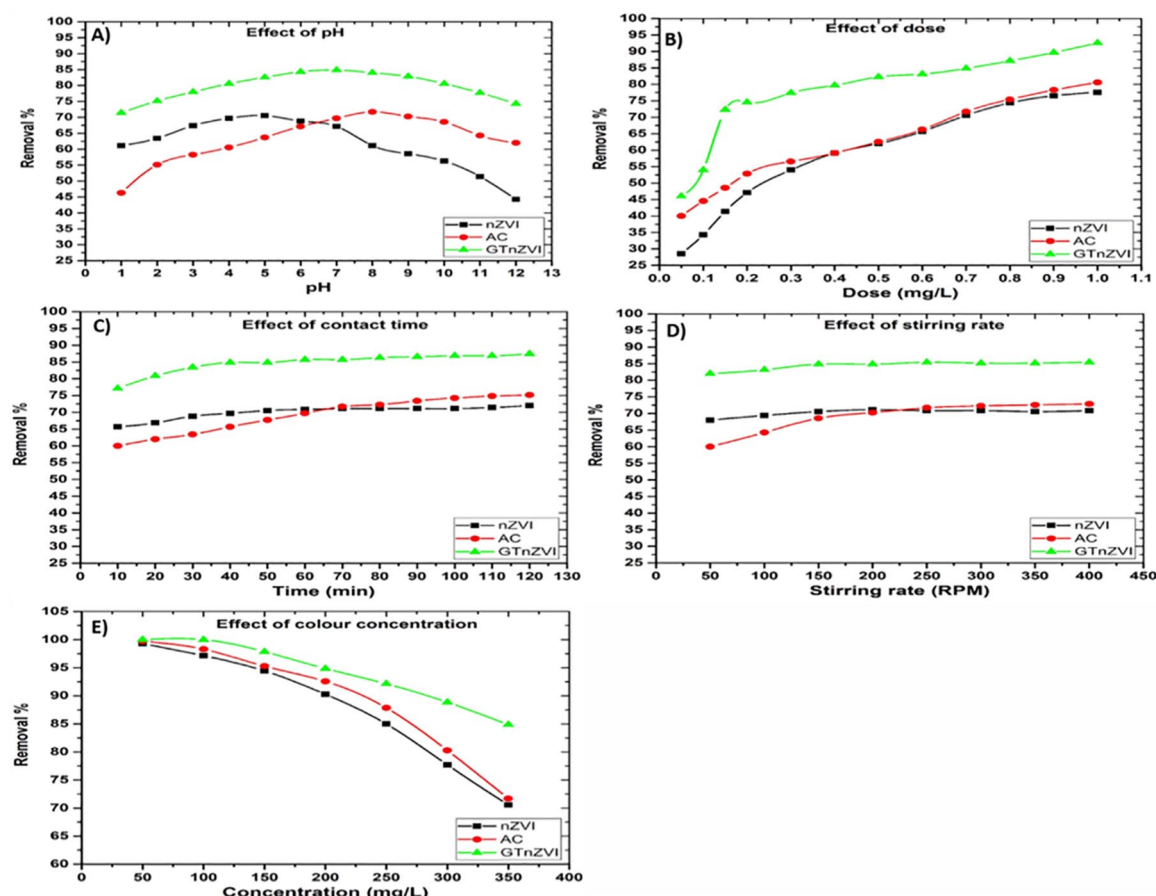 A)
Effect of pH
Removal %
100
95
90
85
80
75
70
65
60
55
50
45
40
35
30
25
nZVI
AC
GTnZVI
0 1 2 3 4 5 6 7 8 9 10 11 12 13
pH
B)
Effect of dose
Removal %
100
95
90
85
80
75
70
65
60
55
50
45
40
35
30
25
nZVI
AC
GTnZVI
0.0 0.1 0.2 0.3 0.4 0.5 0.6 0.7 0.8 0.9 1.0 1.1
Dose (mg/L)
C)
Effect of contact time
Removal %
100
95
90
85
80
75
70
65
60
55
50
45
40
35
30
25
nZVI
AC
GTnZVI
0 10 20 30 40 50 60 70 80 90 100 110 120 130
Time (min)
D)
Effect of stirring rate
Removal %
100
95
90
85
80
75
70
65
60
55
50
45
40
35
30
25
nZVI
AC
GTnZVI
0 50 100 150 200 250 300 350 400 450
Stirring rate (RPM)
E)
Effect of colour concentration
Removal %
105
100
95
90
85
80
75
70
65
60
nZVI
AC
GTnZVI
0 50 100 150 200 250 300 350 400
Concentration (mg/L)